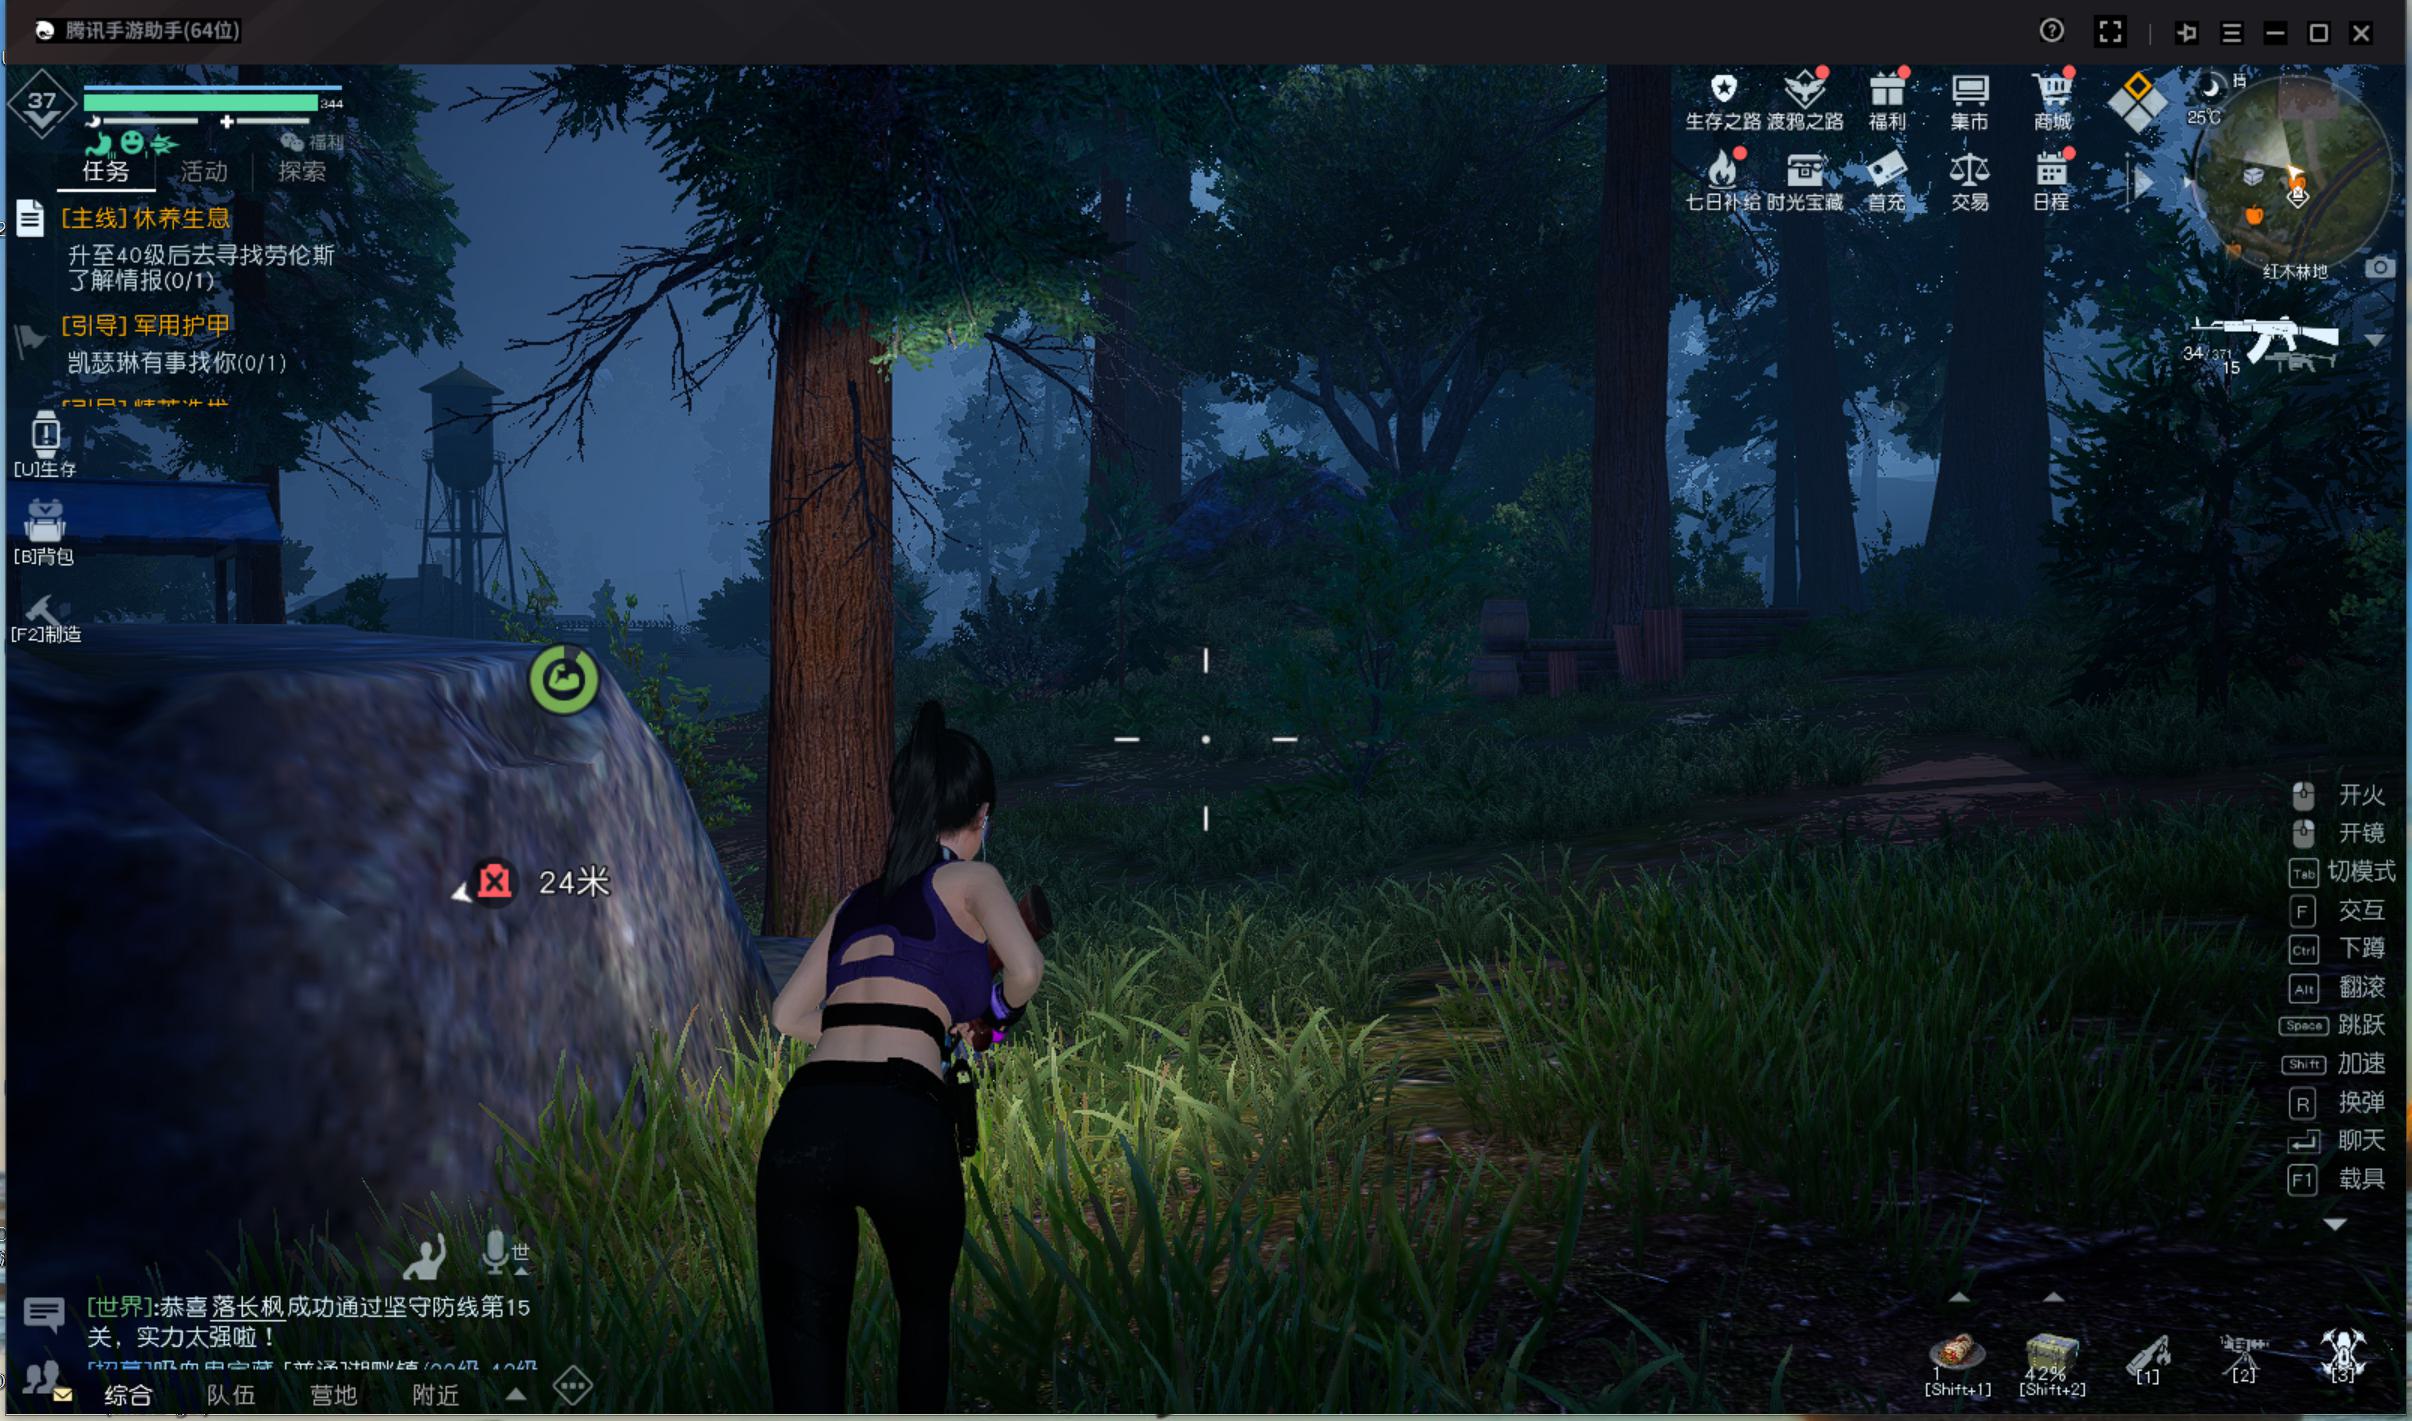 腾讯手游助手(64位)
37
344
福利
任务 活动 探索
[主线] 休养生息
升至40级后去寻找劳伦斯
了解情报(0/1)
[引导] 军用护甲
凯瑟琳有事找你(0/1)
[U]生存
[B]背包
[F2]制造
生存之路 渡鸦之路 福利 集市 商城
七日补给 时光宝藏 首充 交易 日程
晴
25℃
红木林地
34/371
15
24米
开火
开镜
Tab 切模式
F 交互
Ctrl 下蹲
Alt 翻滚
Space 跳跃
Shift 加速
R 换弹
聊天
F1 载具
世
[世界]:恭喜 落长枫 成功通过坚守防线第15
关，实力太强啦！
综合 队伍 营地 附近
1
[Shift+1]
42%
[Shift+2]
[1]
[2]
[3]